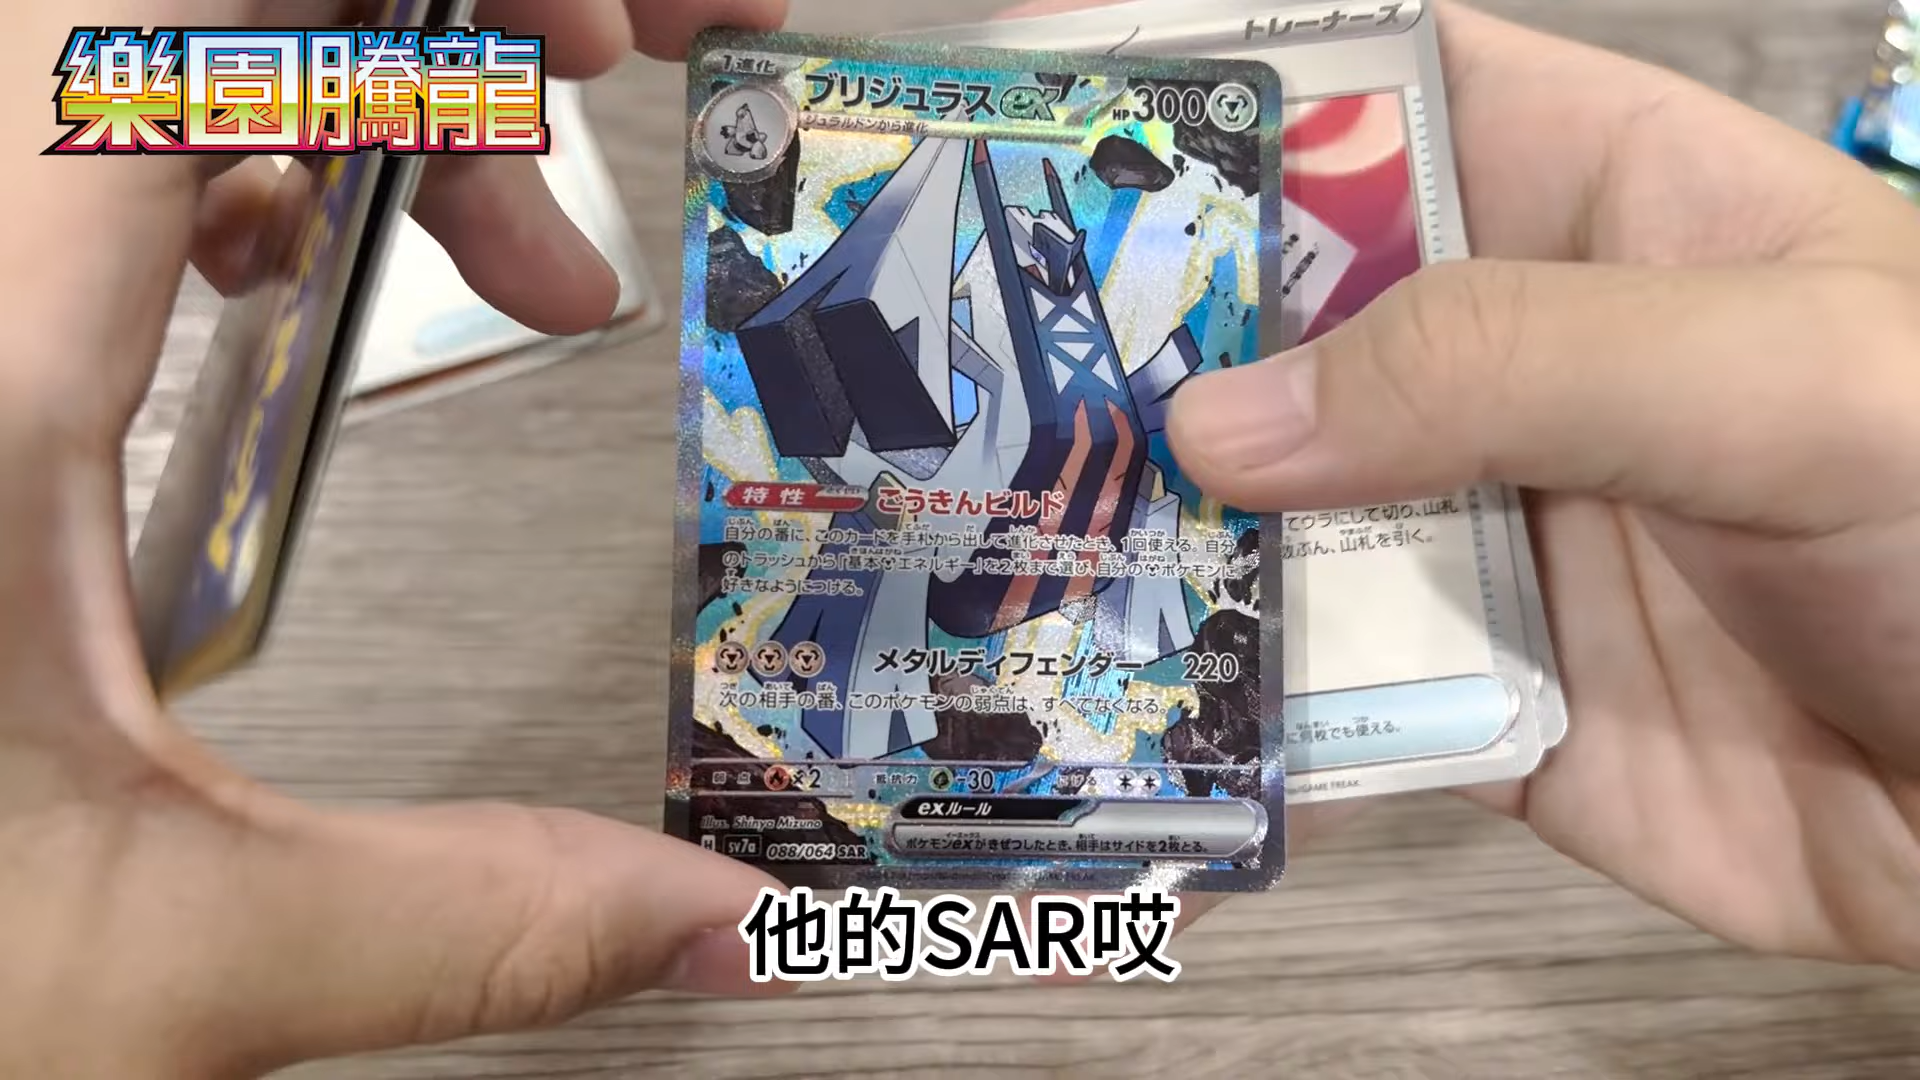 樂園騰龍
トレーナーズ
1進化
ブリジュラスex
HP300
ジュラルドンから進化
特性
ごうきんビルド
自分の番に、このカードを手札から出して進化させたとき、1回使える。自分
のトラッシュから「基本エネルギー」を2枚まで選び、自分のポケモンに
好きなようにつける。
てウラにして切り、山札
数ぶん、山札を引く。
メタルディフェンダー 220
次の相手の番、このポケモンの弱点は、すべてなくなる。
に何枚でも使える。
弱点 ×2 抵抗力 -30 にげる
exルール
ポケモンexがきぜつしたとき、相手はサイドを2枚とる。
Illus. Shinya Mizuno
H sv7a 088/064 SAR
/GAME FREAK.
他的SAR哎